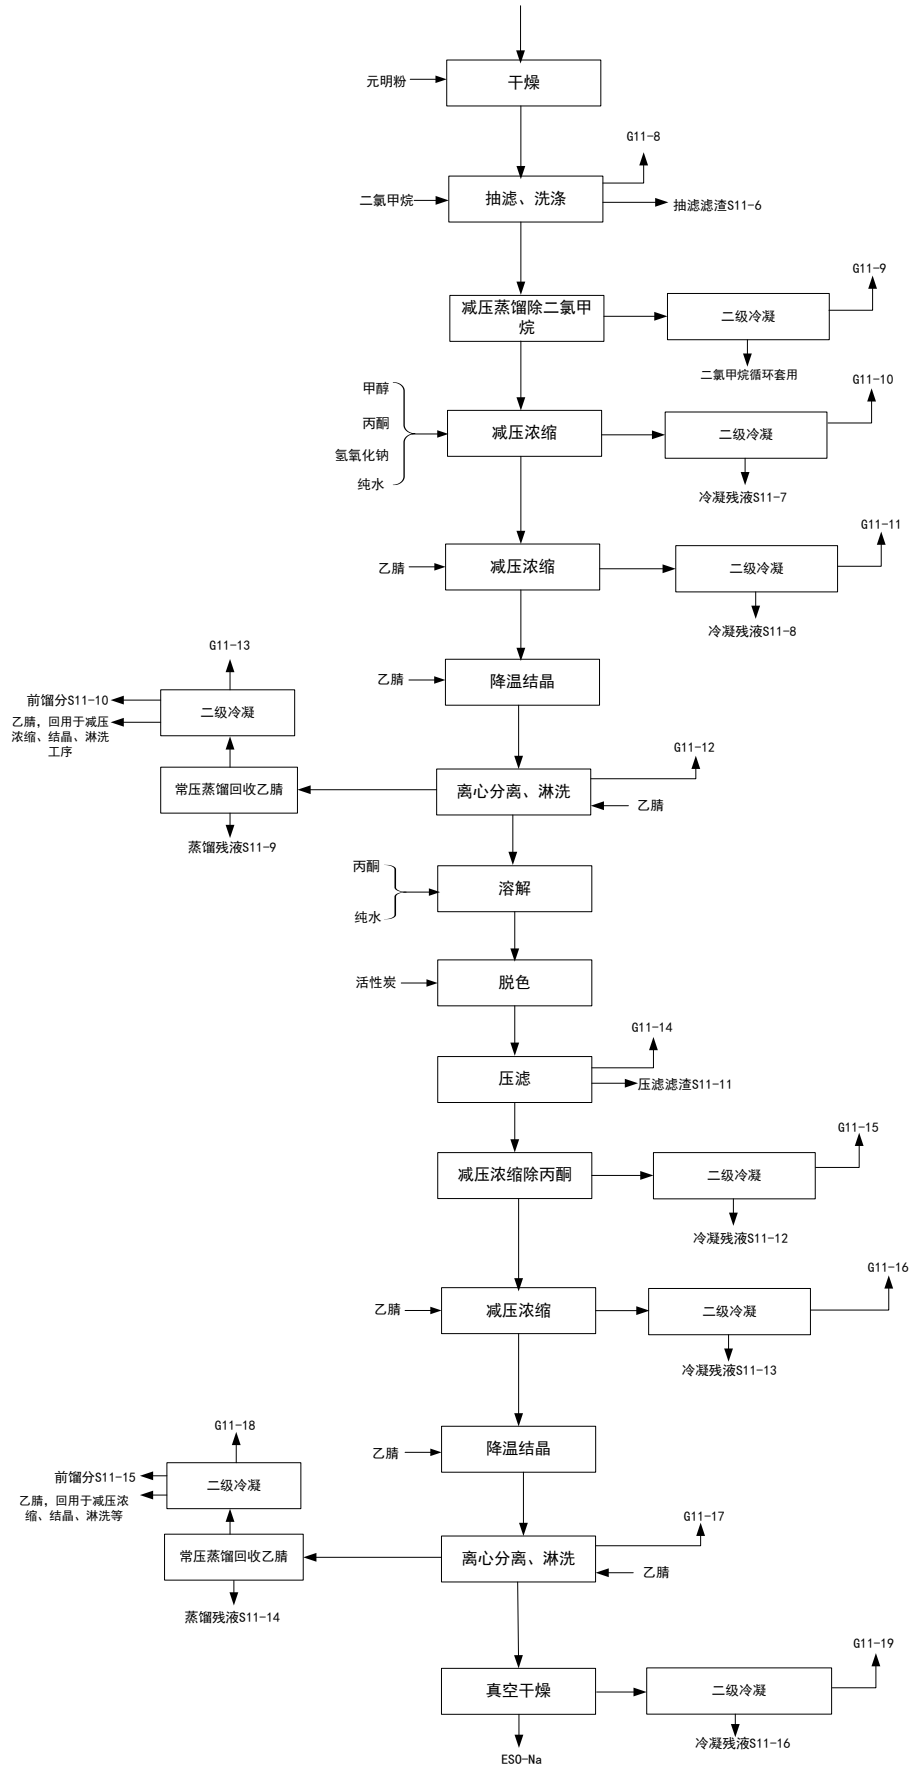 元明粉
干燥
G11-8
二氯甲烷
抽滤、洗涤
抽滤滤渣S11-6
G11-9
减压蒸馏除二氯甲
烷
二级冷凝
二氯甲烷循环套用
G11-10
甲醇
丙酮
氢氧化钠
纯水
减压浓缩
二级冷凝
冷凝残液S11-7
G11-11
乙腈
减压浓缩
二级冷凝
冷凝残液S11-8
G11-13
乙腈
降温结晶
前馏分S11-10
乙腈，回用于减压
浓缩、结晶、淋洗
工序
二级冷凝
G11-12
常压蒸馏回收乙腈
离心分离、淋洗
乙腈
蒸馏残液S11-9
丙酮
纯水
溶解
活性炭
脱色
G11-14
压滤
压滤滤渣S11-11
G11-15
减压浓缩除丙酮
二级冷凝
冷凝残液S11-12
G11-16
乙腈
减压浓缩
二级冷凝
冷凝残液S11-13
G11-18
乙腈
降温结晶
前馏分S11-15
乙腈，回用于减压浓
缩、结晶、淋洗等
二级冷凝
G11-17
常压蒸馏回收乙腈
离心分离、淋洗
乙腈
蒸馏残液S11-14
G11-19
真空干燥
二级冷凝
冷凝残液S11-16
ESO-Na